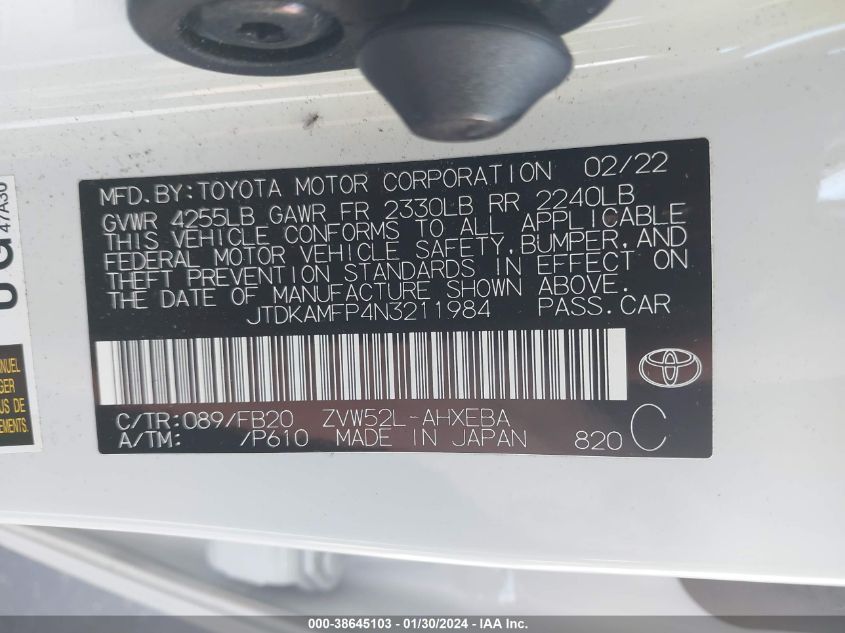 MFD.BY:TOYOTA MOTOR CORPORATION 02/22
GVWR 4255LB GAWR FR 2330LB RR 2240LB
THIS VEHICLE CONFORMS TO ALL APPLICABLE
FEDERAL MOTOR VEHICLE SAFETY, BUMPER, AND
THEFT PREVENTION STANDARDS IN EFFECT ON
THE DATE OF MANUFACTURE SHOWN ABOVE.
JTDKAMFP4N3211984 PASS.CAR
C/TR:089/FB20 ZVW52L-AHXEBA
A/TM: /P610 MADE IN JAPAN 820 C
47A30
GER
000-38645103 - 01/30/2024 - IAA Inc.